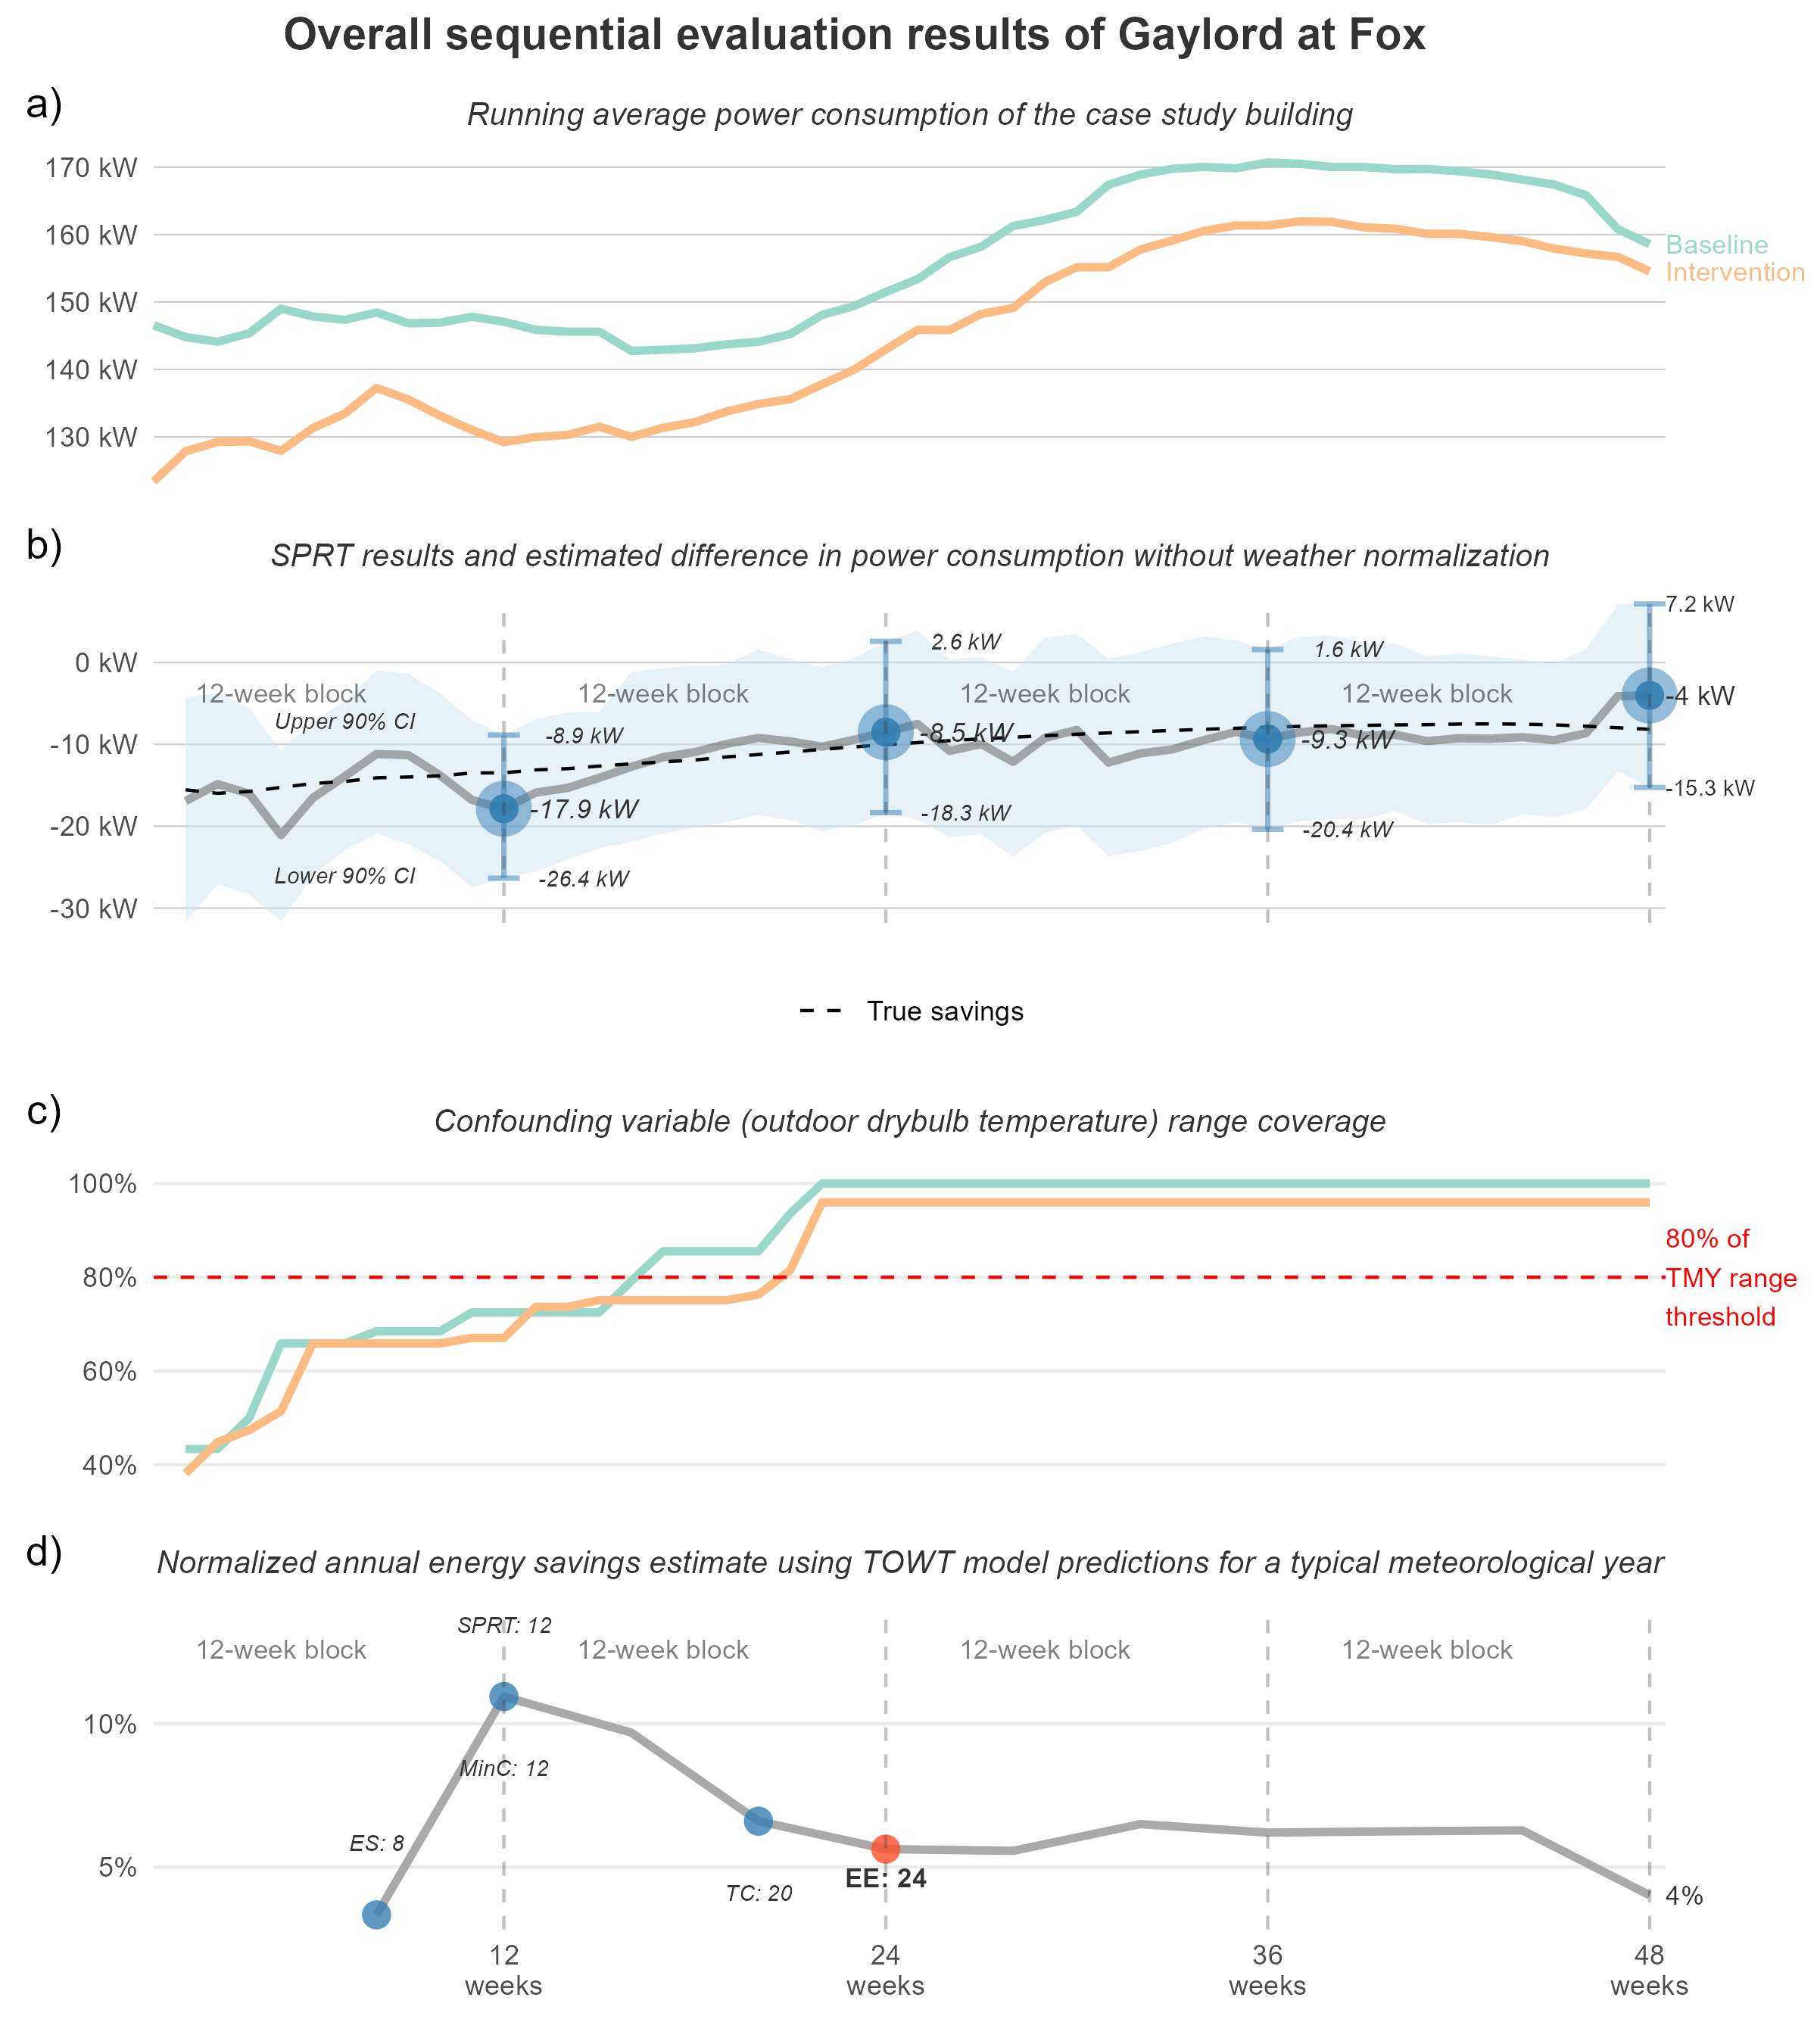 Overall sequential evaluation results of Gaylord at Fox
a)
Running average power consumption of the case study building
170 kW
160 kW
150 kW
140 kW
130 kW
Baseline
Intervention
b)
SPRT results and estimated difference in power consumption without weather normalization
0 kW
-10 kW
-20 kW
-30 kW
12-week block
12-week block
12-week block
12-week block
Upper 90% CI
Lower 90% CI
-8.9 kW
-17.9 kW
-26.4 kW
2.6 kW
-8.5 kW
-18.3 kW
1.6 kW
-9.3 kW
-20.4 kW
7.2 kW
-4 kW
-15.3 kW
True savings
c)
Confounding variable (outdoor drybulb temperature) range coverage
100%
80%
60%
40%
80% of
TMY range
threshold
d)
Normalized annual energy savings estimate using TOWT model predictions for a typical meteorological year
SPRT: 12
12-week block
12-week block
12-week block
12-week block
10%
5%
MinC: 12
ES: 8
TC: 20
EE: 24
4%
12
weeks
24
weeks
36
weeks
48
weeks